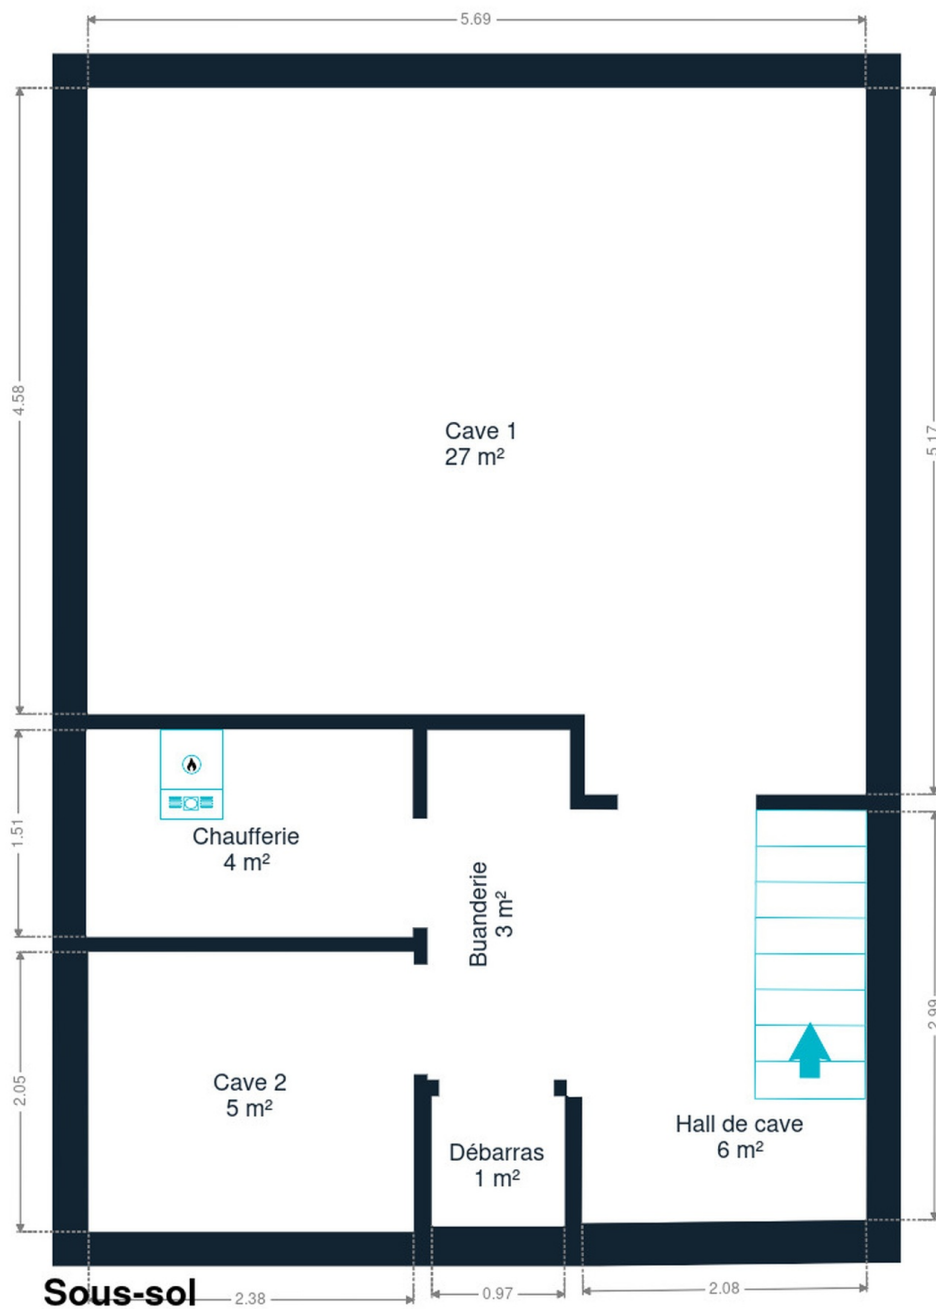 5.69
4.58
5.17
Cave 1
27 m²
1.51
Chaufferie
4 m²
Buanderie
3 m²
2.99
2.05
Cave 2
5 m²
Débarras
1 m²
Hall de cave
6 m²
Sous-sol
2.38
0.97
2.08